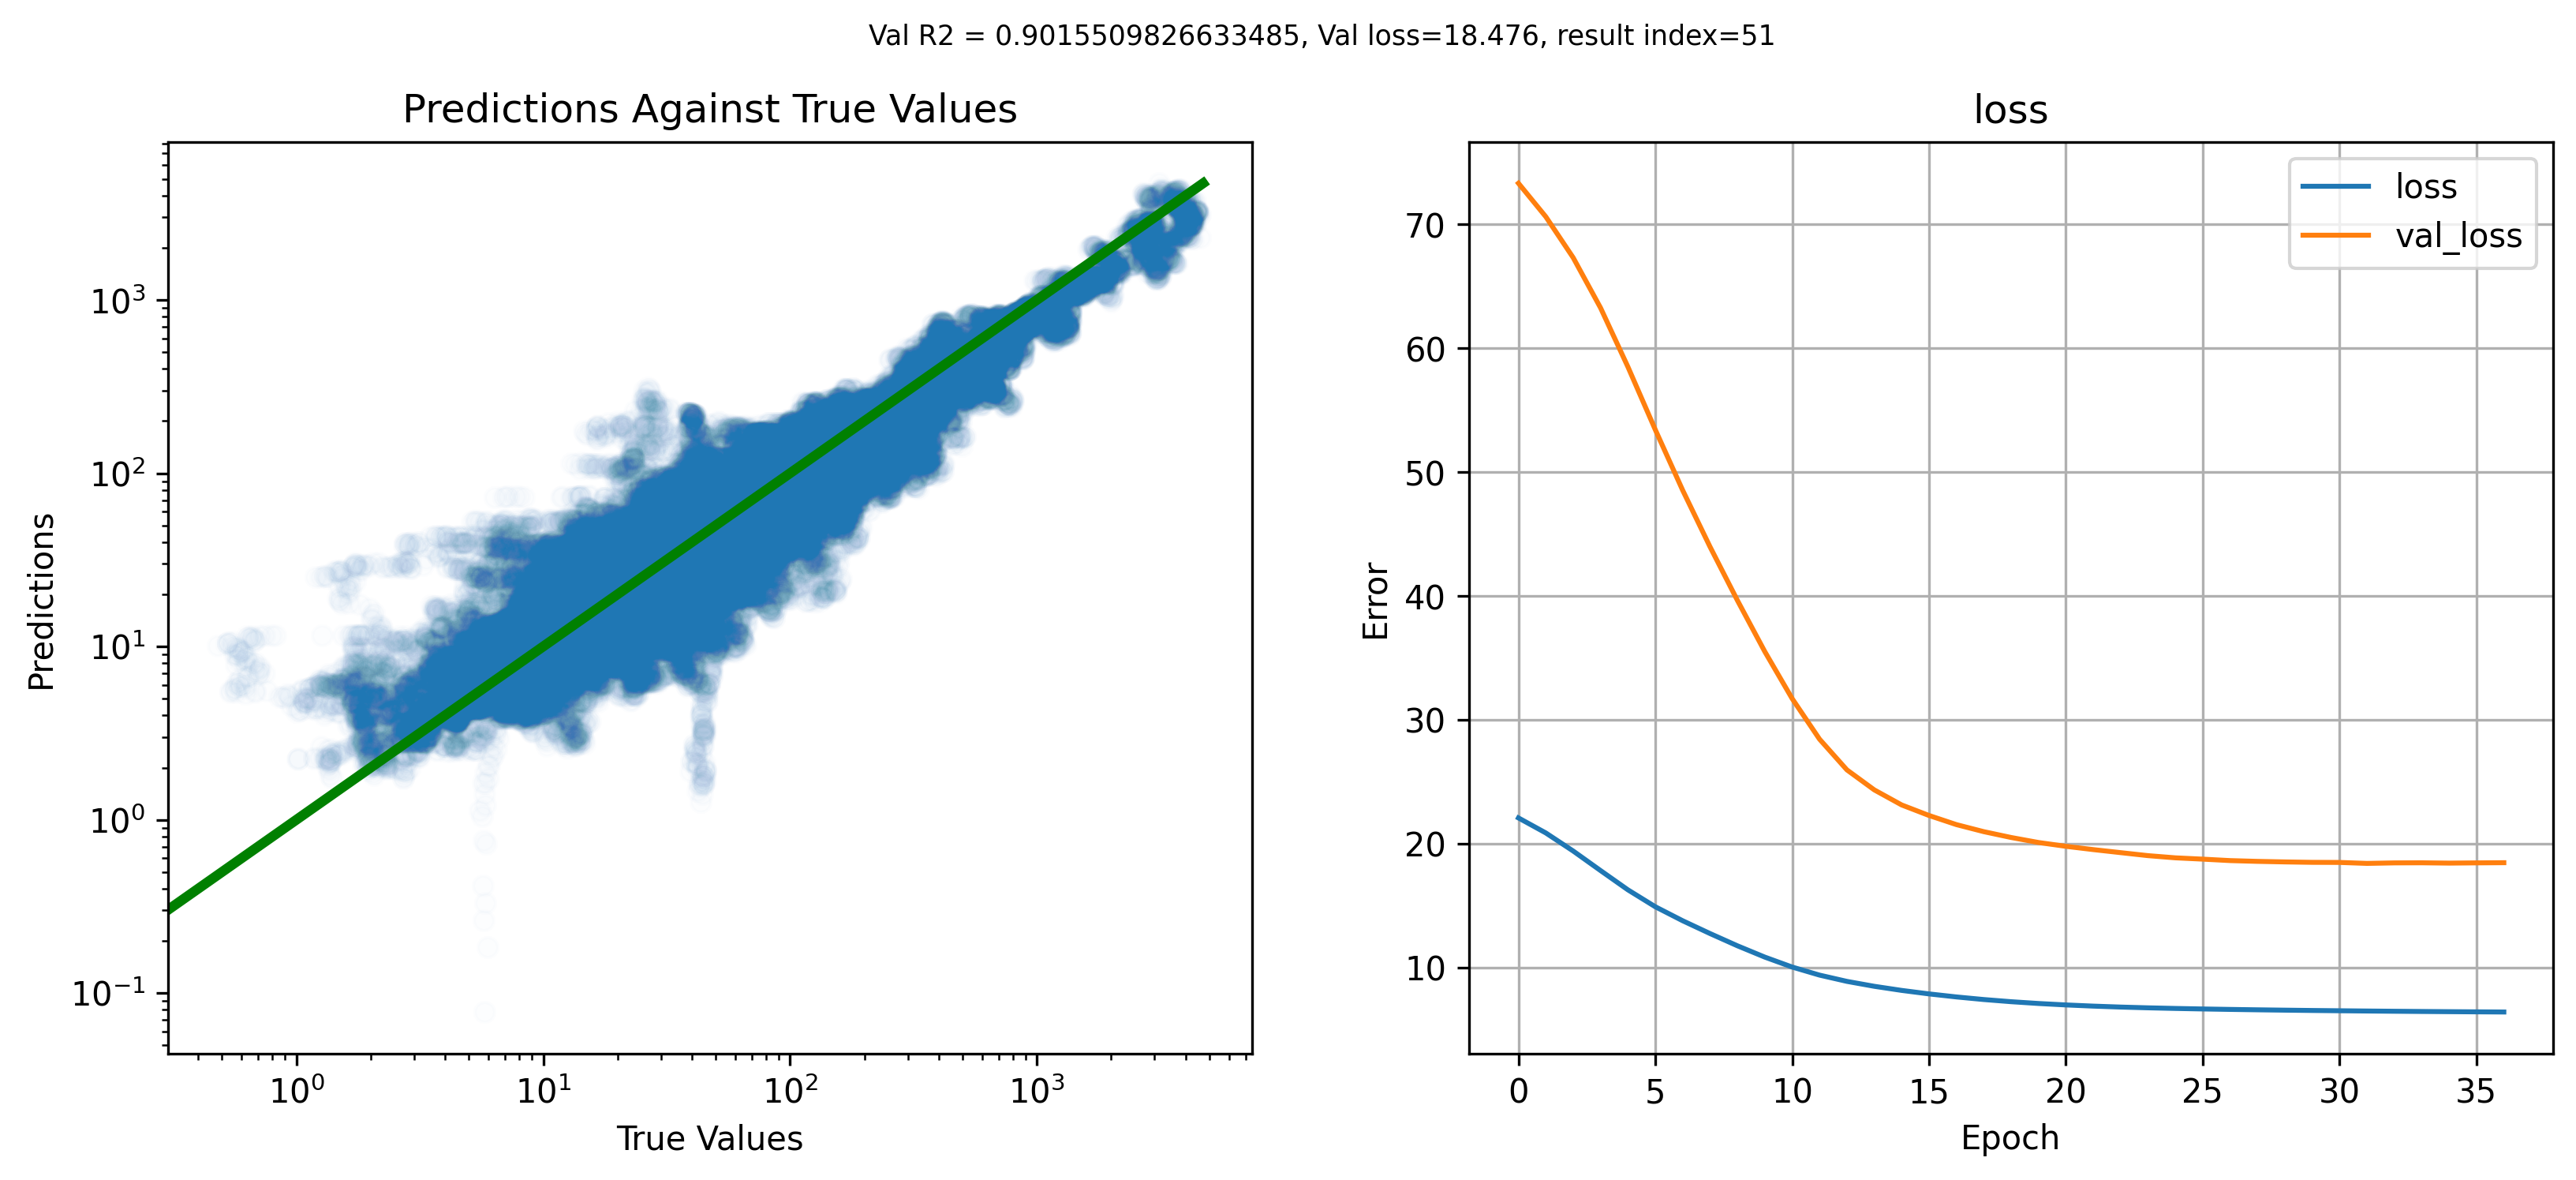 Val R2 = 0.9015509826633485, Val loss=18.476, result index=51
Predictions Against True Values
Predictions
10³
10²
10¹
10⁰
10⁻¹
10⁰ 10¹ 10² 10³
True Values
loss
Error
70
60
50
40
30
20
10
0 5 10 15 20 25 30 35
Epoch
loss
val_loss